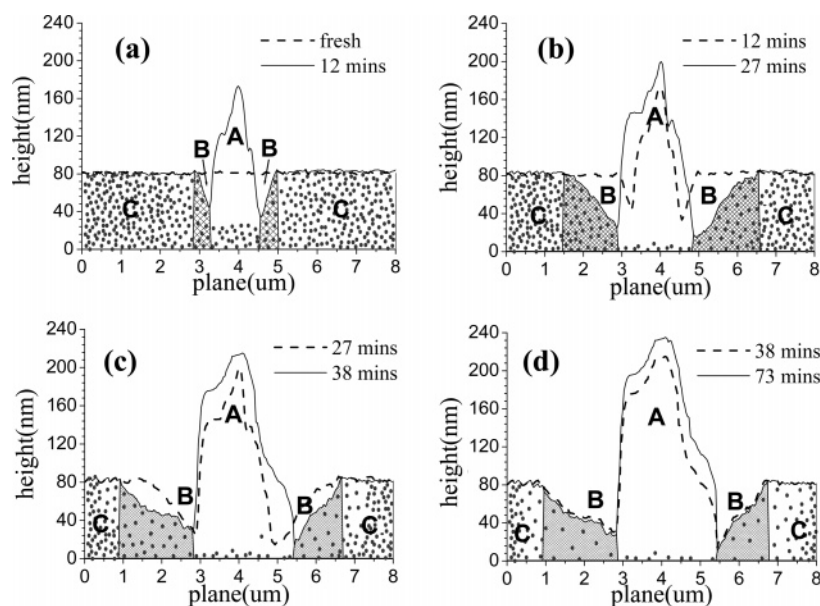 (a)
fresh
12 mins
height(nm)
240
200
160
120
80
40
0
B
A
B
C
C
0 1 2 3 4 5 6 7 8
plane(um)
(b)
12 mins
27 mins
height(nm)
240
200
160
120
80
40
0
A
B
B
C
C
0 1 2 3 4 5 6 7 8
plane(um)
(c)
27 mins
38 mins
height(nm)
240
200
160
120
80
40
0
A
B
B
C
C
0 1 2 3 4 5 6 7 8
plane(um)
(d)
38 mins
73 mins
height(nm)
240
200
160
120
80
40
0
A
B
B
C
C
0 1 2 3 4 5 6 7 8
plane(um)